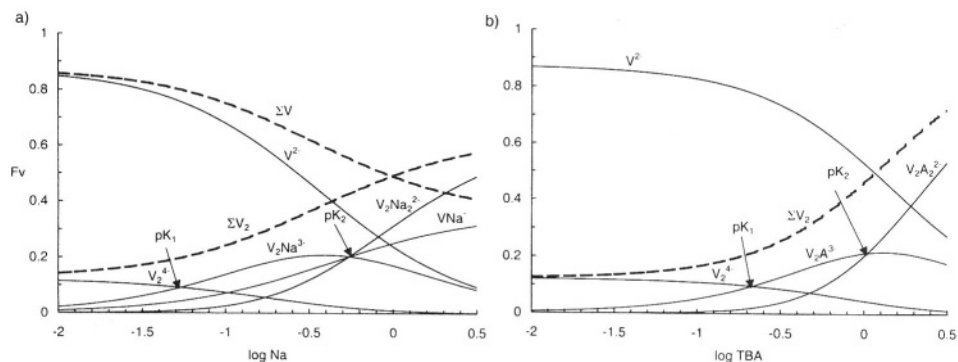 a)
1
0.8
0.6
0.4
0.2
0
Fv
ΣV
V²⁻
V₂Na₂²⁻
VNa⁻
pK₂
ΣV₂
V₂Na³⁻
pK₁
V₂⁴⁻
-2 -1.5 -1 -0.5 0 0.5
log Na
b)
1
0.8
0.6
0.4
0.2
0
V²⁻
V₂A₂²⁻
pK₂
ΣV₂
pK₁
V₂A³⁻
V₂⁴⁻
-2 -1.5 -1 -0.5 0 0.5
log TBA